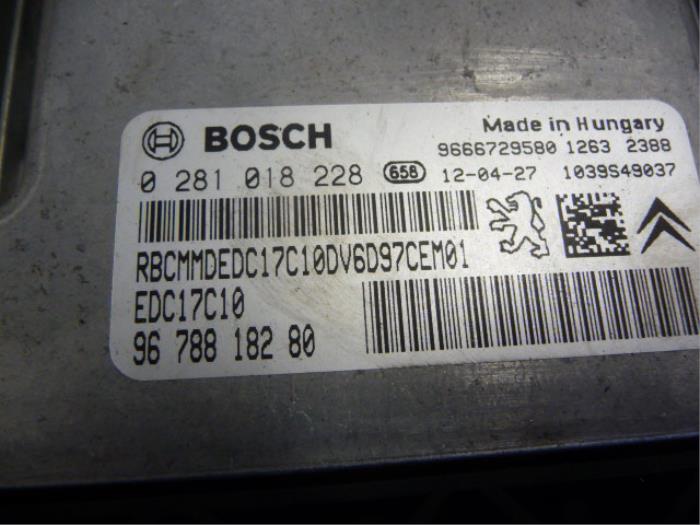 BOSCH
Made in Hungary
9666729580 1263 2388
0 281 018 228 658 12-04-27 1039S49037
RBCMMDEDC17C10DV6D97CEM01
EDC17C10
96 788 182 80